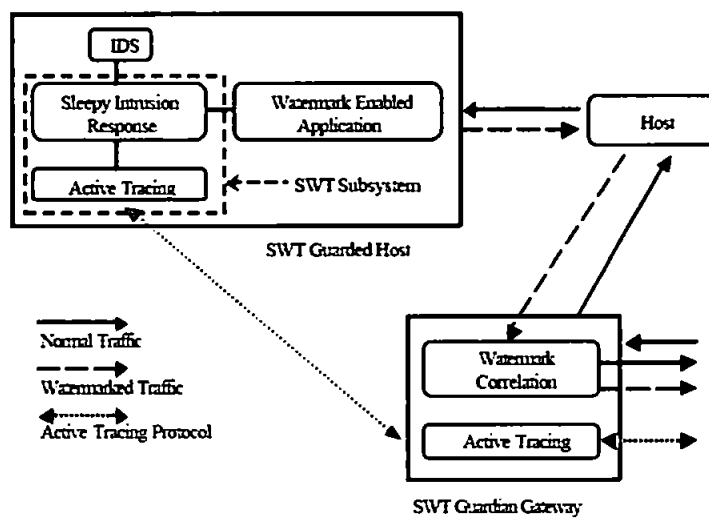 IDS
Sleepy Intrusion
Response
Watermark Enabled
Application
Host
Active Tracing
SWT Subsystem
SWT Guarded Host
Normal Traffic
Watermarked Traffic
Active Tracing Protocol
Watermark
Correlation
Active Tracing
SWT Guardian Gateway